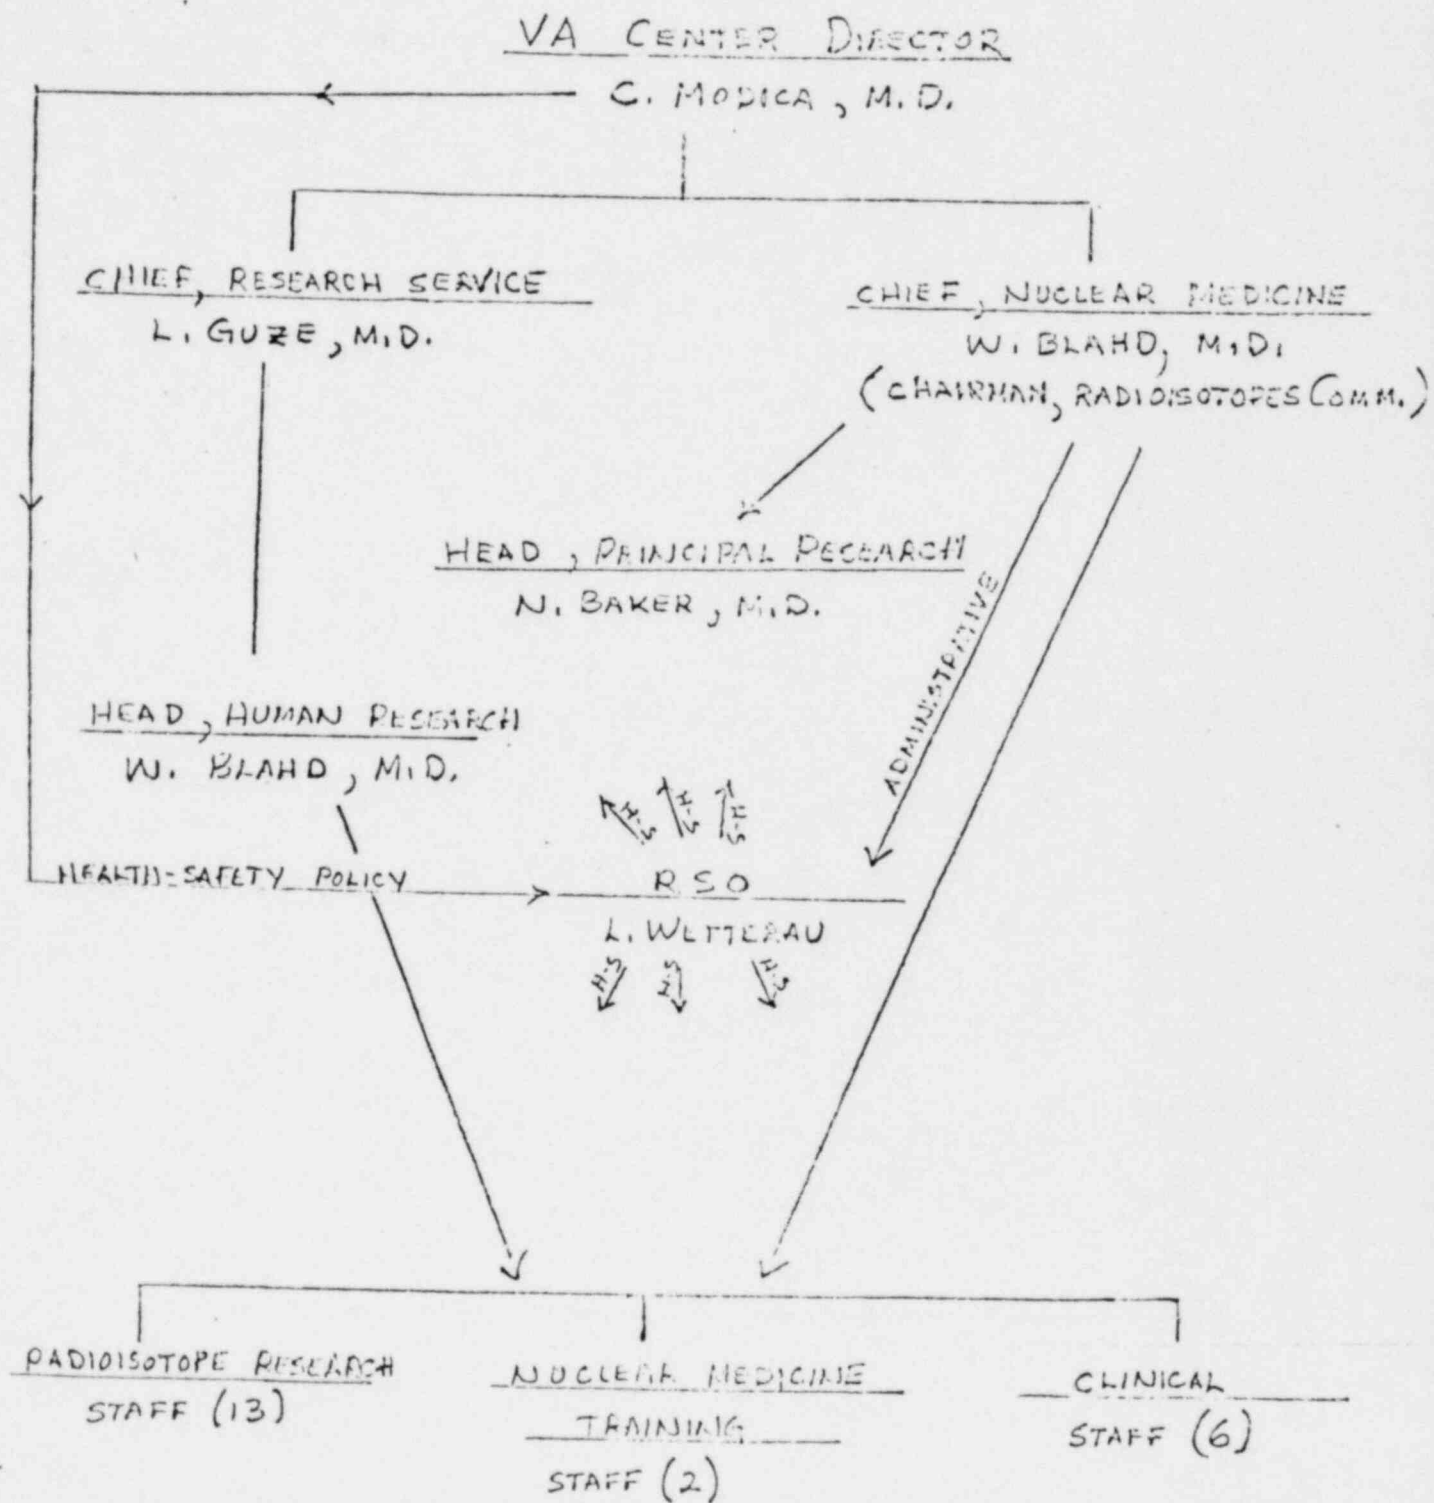 VA CENTER DIRECTOR
C. MODICA, M.D.
CHIEF, RESEARCH SERVICE
L. GUZE, M.D.
CHIEF, NUCLEAR MEDICINE
W. BLAHD, M.D.
(CHAIRMAN, RADIOISOTOPES COMM.)
HEAD, PRINCIPAL RESEARCH
N. BAKER, M.D.
ADMINISTRATIVE
HEAD, HUMAN RESEARCH
W. BLAHD, M.D.
H-S H-S H-S
HEALTH-SAFETY POLICY
RSO
L. WETTERAU
H-S H-S H-S
RADIOISOTOPE RESEARCH
STAFF (13)
NUCLEAR MEDICINE
TRAINING
STAFF (2)
CLINICAL
STAFF (6)